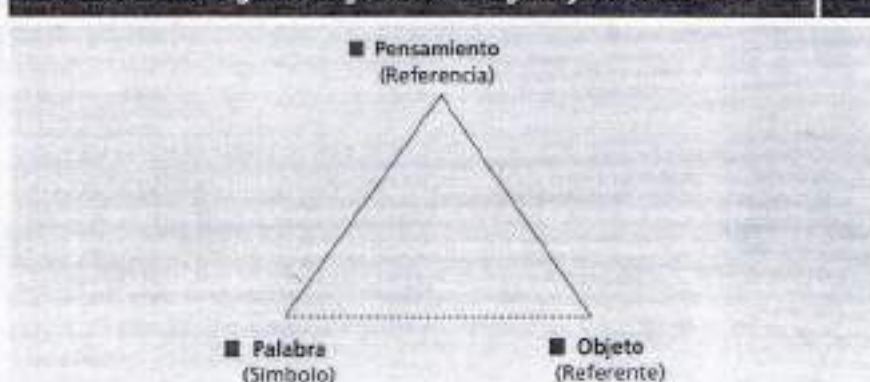 ■ Pensamiento
(Referencia)
■ Palabra
(Símbolo)
■ Objeto
(Referente)